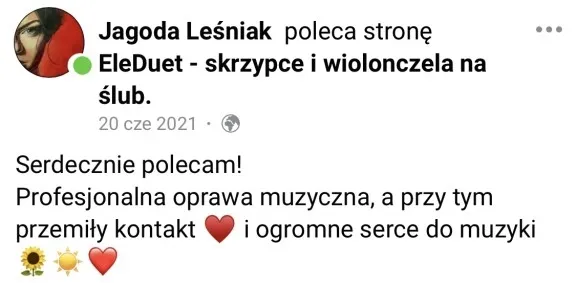 Jagoda Leśniak poleca stronę
EleDuet - skrzypce i wiolonczela na
ślub.
20 cze 2021 ·
Serdecznie polecam!
Profesjonalna oprawa muzyczna, a przy tym
przemiły kontakt ❤️ i ogromne serce do muzyki
🌻☀️❤️